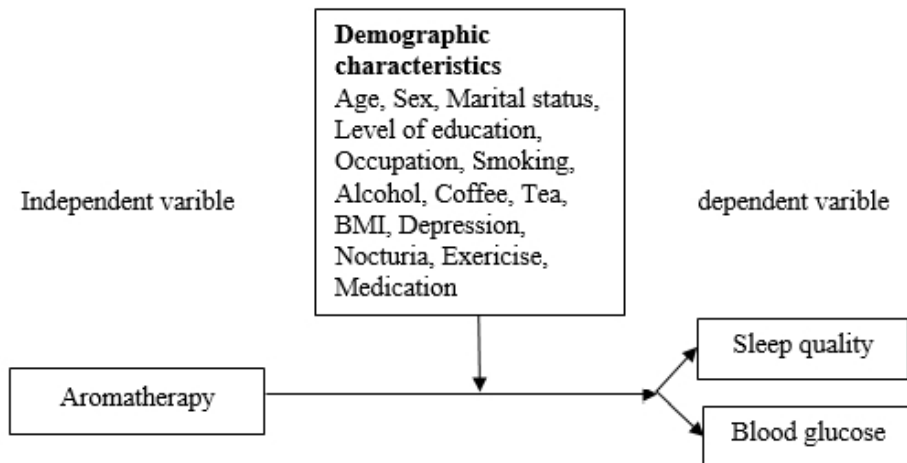 Demographic
characteristics
Age, Sex, Marital status,
Level of education,
Occupation, Smoking,
Alcohol, Coffee, Tea,
BMI, Depression,
Nocturia, Exericise,
Medication
Independent varible
dependent varible
Sleep quality
Aromatherapy
Blood glucose